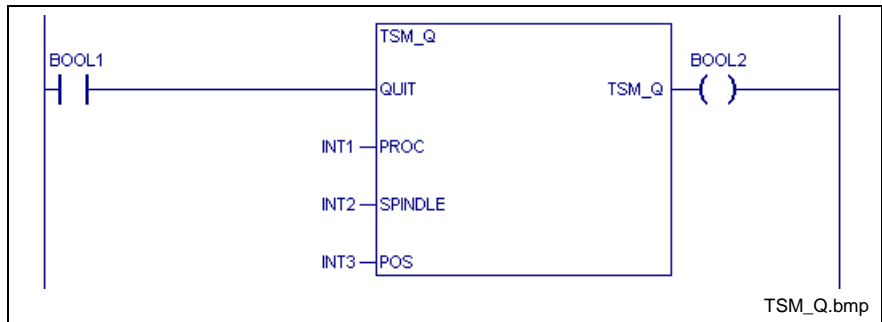 TSM_Q
BOOL1
BOOL2
QUIT
TSM_Q
INT1
PROC
INT2
SPINDLE
INT3
POS
TSM_Q.bmp